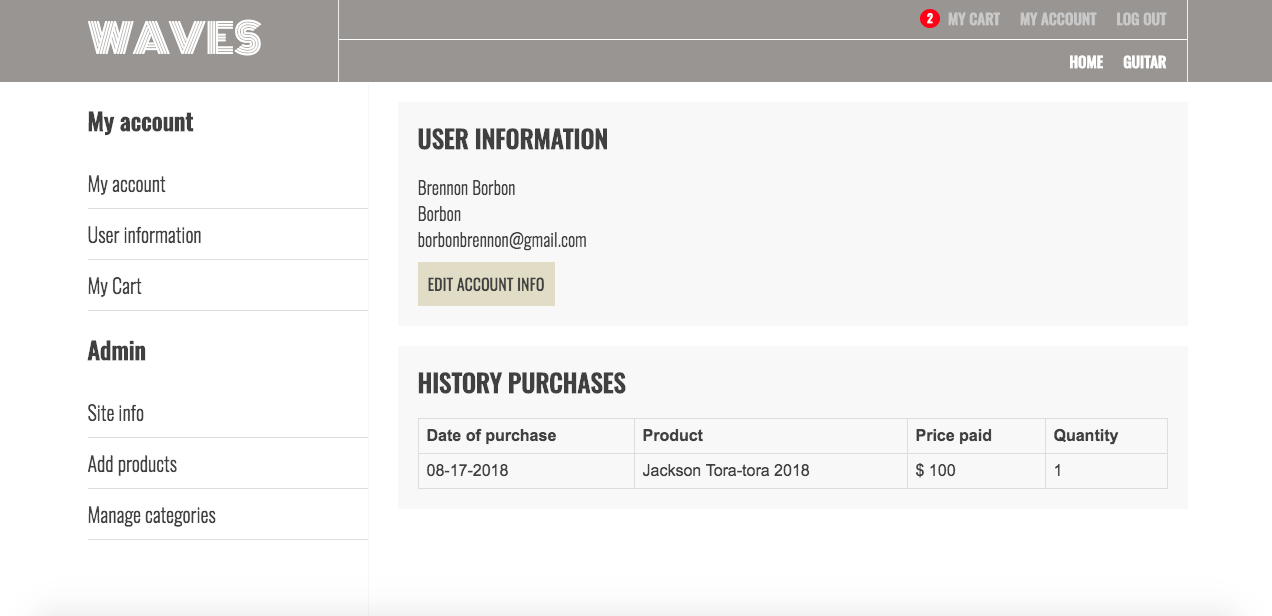 WAVES
2 MY CART MY ACCOUNT LOG OUT
HOME GUITAR
My account
My account
User information
My Cart
Admin
Site info
Add products
Manage categories
USER INFORMATION
Brennon Borbon
Borbon
borbonbrennon@gmail.com
EDIT ACCOUNT INFO
HISTORY PURCHASES
Date of purchase Product Price paid Quantity
08-17-2018 Jackson Tora-tora 2018 $ 100 1